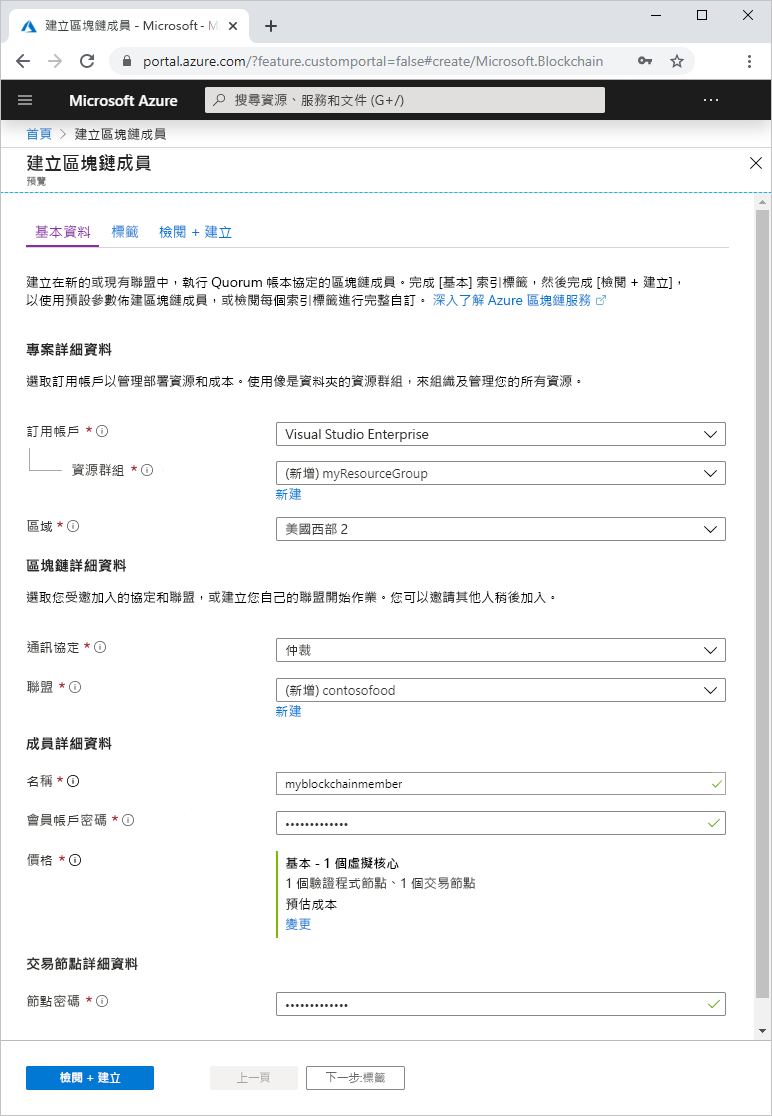 建立區塊鏈成員 - Microsoft - M
portal.azure.com/?feature.customportal=false#create/Microsoft.Blockchain
Microsoft Azure
搜尋資源、服務和文件 (G+/)
首頁 > 建立區塊鏈成員
建立區塊鏈成員
預覽
基本資料 標籤 檢閱 + 建立
建立在新的或現有聯盟中，執行 Quorum 帳本協定的區塊鏈成員。完成 [基本] 索引標籤，然後完成 [檢閱 + 建立]，
以使用預設參數佈建區塊鏈成員，或檢閱每個索引標籤進行完整自訂。 深入了解 Azure 區塊鏈服務
專案詳細資料
選取訂用帳戶以管理部署資源和成本。使用像是資料夾的資源群組，來組織及管理您的所有資源。
訂用帳戶 *
Visual Studio Enterprise
資源群組 *
(新增) myResourceGroup
新建
區域 *
美國西部 2
區塊鏈詳細資料
選取您受邀加入的協定和聯盟，或建立您自己的聯盟開始作業。您可以邀請其他人稍後加入。
通訊協定 *
仲裁
聯盟 *
(新增) contosofood
新建
成員詳細資料
名稱 *
myblockchainmember
會員帳戶密碼 *
•••••••••••••
價格 *
基本 - 1 個虛擬核心
1 個驗證程式節點、1 個交易節點
預估成本
變更
交易節點詳細資料
節點密碼 *
•••••••••••••
檢閱 + 建立 上一頁 下一步:標籤